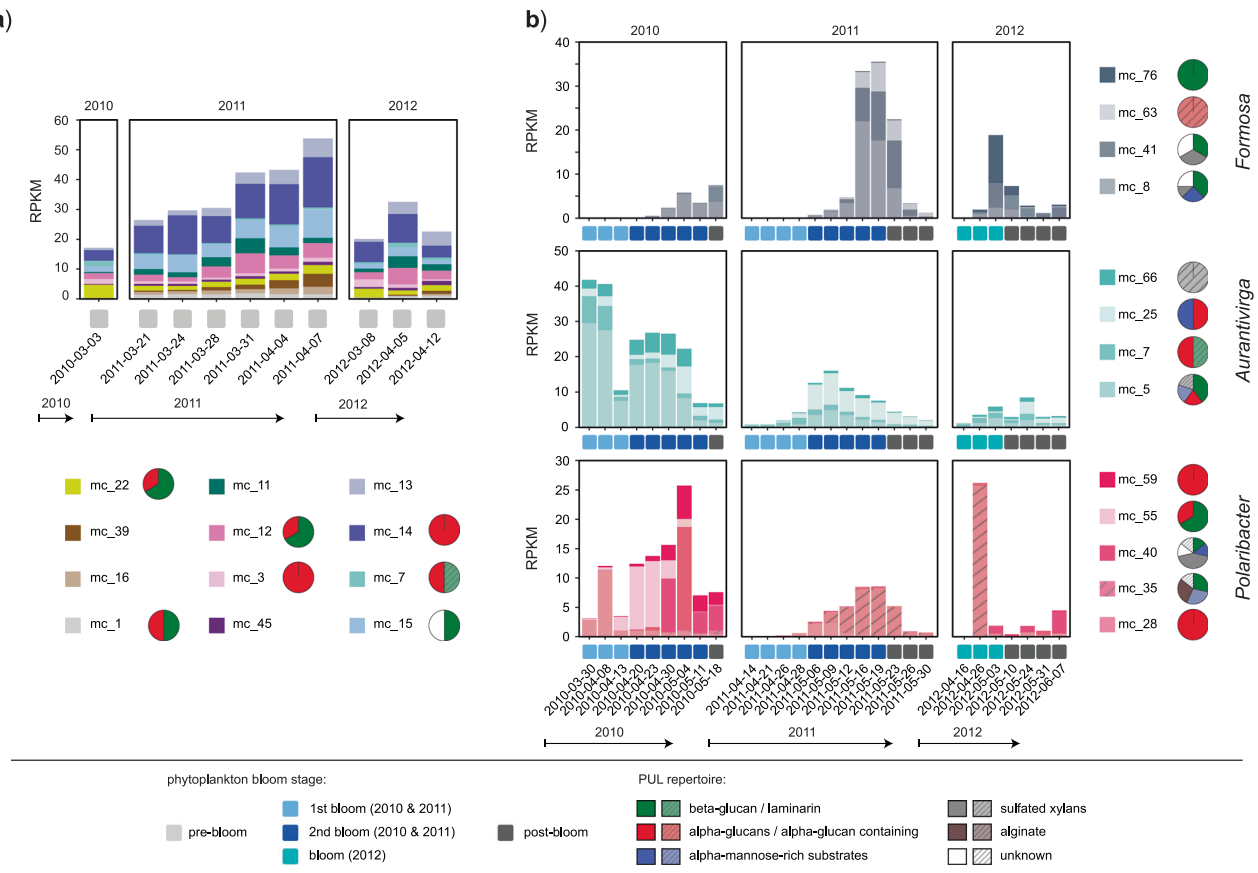 a)
b)
2010
2011
2012
RPKM
60
50
40
30
20
10
0
2010-03-03
2011-03-21
2011-03-24
2011-03-28
2011-03-31
2011-04-04
2011-04-07
2012-03-08
2012-04-05
2012-04-12
2010
2011
2012
mc_22
mc_11
mc_13
mc_39
mc_12
mc_14
mc_16
mc_3
mc_7
mc_1
mc_45
mc_15
2010
2011
2012
RPKM
40
30
20
10
0
mc_76
mc_63
mc_41
mc_8
Formosa
RPKM
50
40
30
20
10
0
mc_66
mc_25
mc_7
mc_5
Aurantivirga
RPKM
30
25
20
15
10
5
0
mc_59
mc_55
mc_40
mc_35
mc_28
Polaribacter
2010-03-30
2010-04-08
2010-04-13
2010-04-20
2010-04-23
2010-04-30
2010-05-04
2010-05-11
2010-05-18
2011-04-14
2011-04-21
2011-04-26
2011-04-28
2011-05-06
2011-05-09
2011-05-12
2011-05-16
2011-05-19
2011-05-23
2011-05-26
2011-05-30
2012-04-16
2012-04-26
2012-05-03
2012-05-10
2012-05-24
2012-05-31
2012-06-07
2010
2011
2012
phytoplankton bloom stage:
pre-bloom
1st bloom (2010 & 2011)
2nd bloom (2010 & 2011)
bloom (2012)
post-bloom
PUL repertoire:
beta-glucan / laminarin
alpha-glucans / alpha-glucan containing
alpha-mannose-rich substrates
sulfated xylans
alginate
unknown